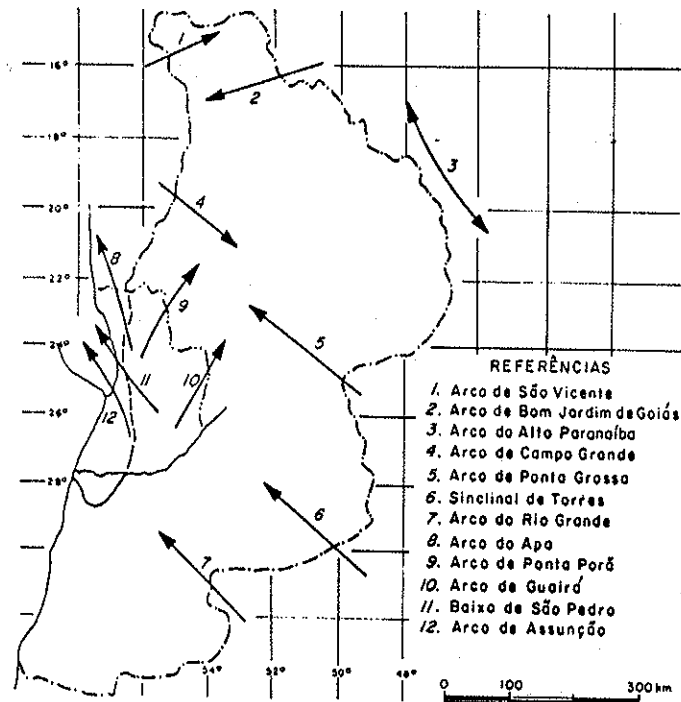 1
16°
2
18°
3
20°
4
8
22°
9
24°
5
11
10
26°
12
28°
6
7
54°
52°
50°
48°
REFERÊNCIAS
1. Arco de São Vicente
2. Arco de Bom Jardim de Goiás
3. Arco do Alto Paranaíba
4. Arco de Campo Grande
5. Arco de Ponta Grossa
6. Sinclinal de Torres
7. Arco do Rio Grande
8. Arco do Apa
9. Arco de Ponta Porã
10. Arco de Guairá
11. Baixo de São Pedro
12. Arco de Assunção
0 100 300 km